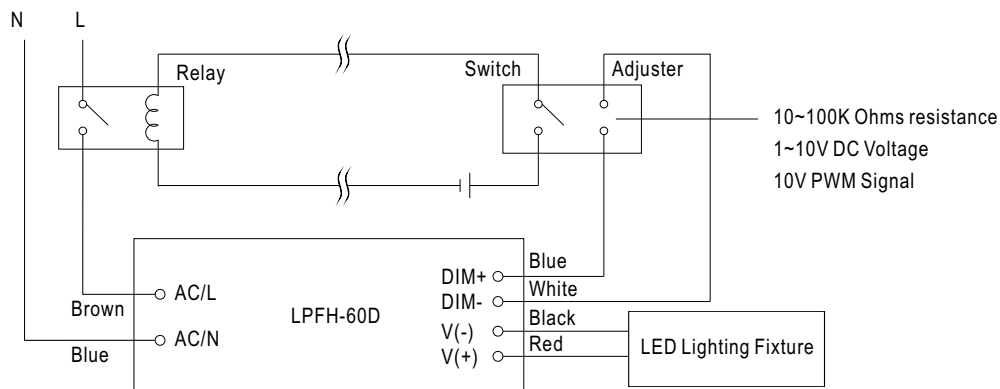 N
L
Relay
Switch
Adjuster
10~100K Ohms resistance
1~10V DC Voltage
10V PWM Signal
Brown
Blue
AC/L
AC/N
LPFH-60D
DIM+
DIM-
V(-)
V(+)
Blue
White
Black
Red
LED Lighting Fixture